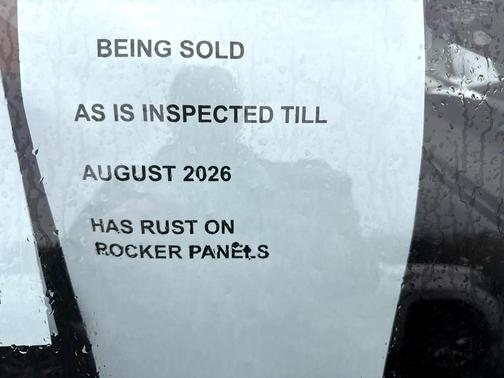 BEING SOLD
AS IS INSPECTED TILL
AUGUST 2026
HAS RUST ON
ROCKER PANELS